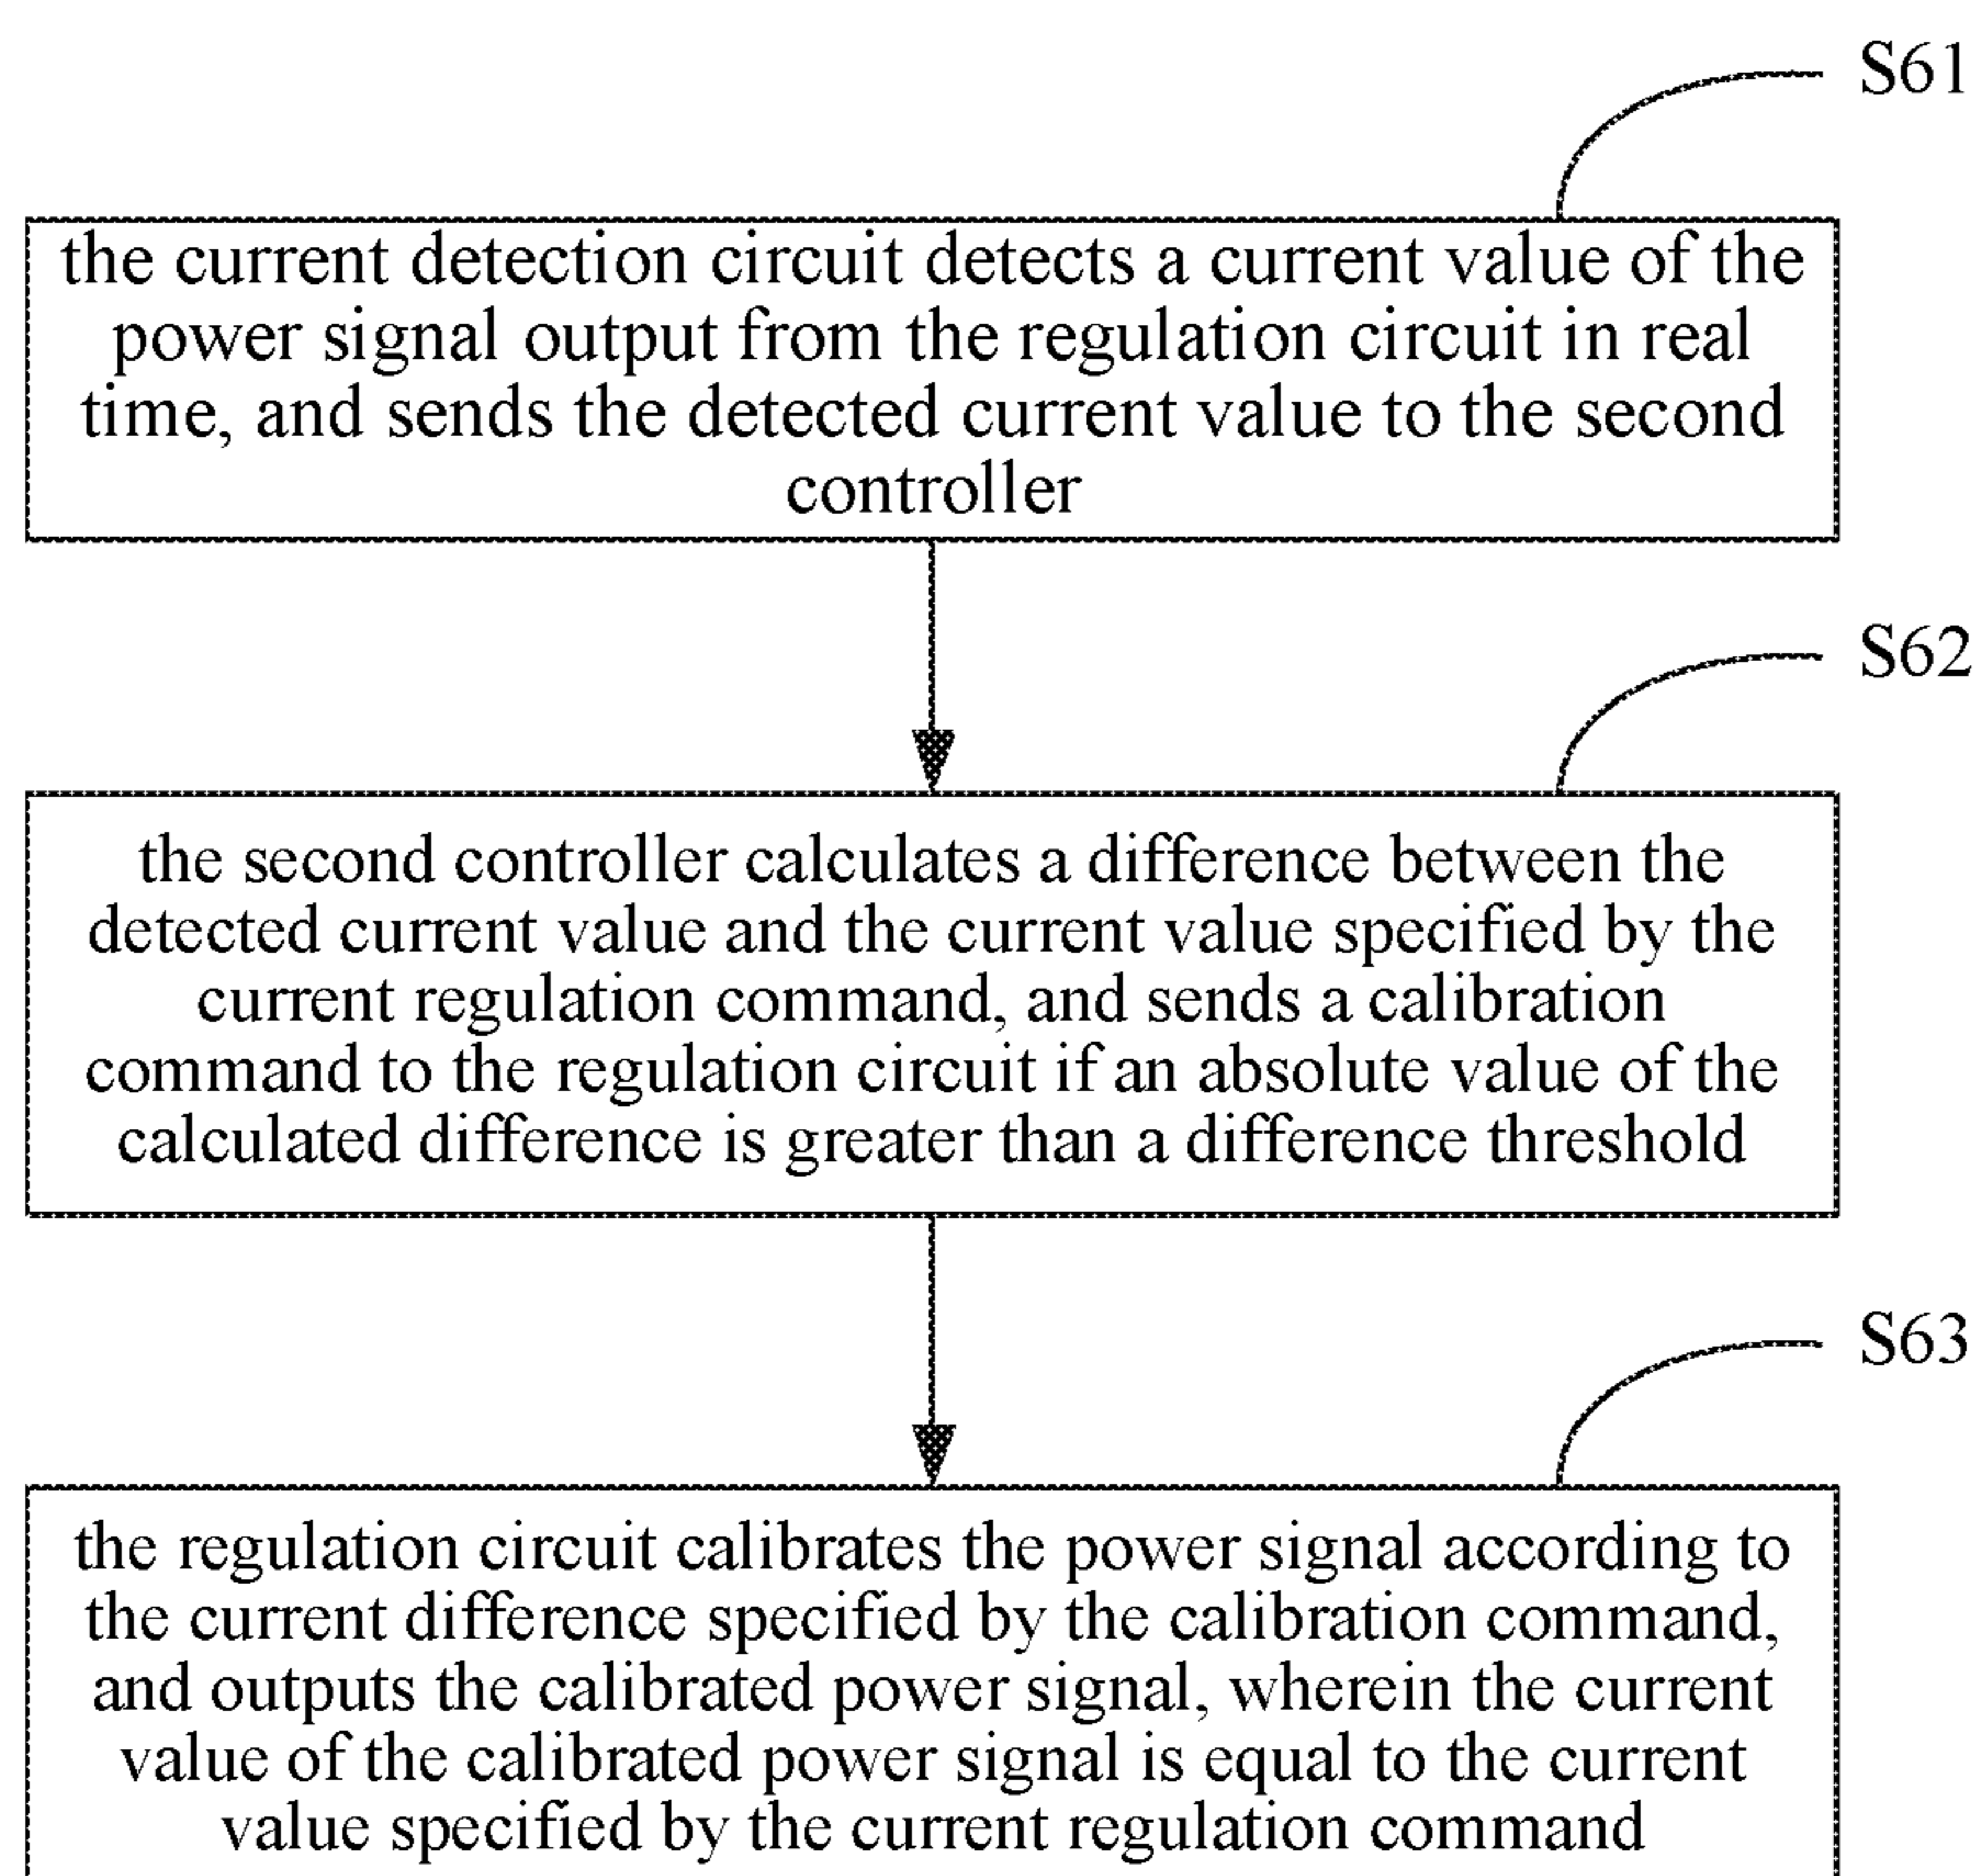 S61
the current detection circuit detects a current value of the
power signal output from the regulation circuit in real
time, and sends the detected current value to the second
controller
S62
the second controller calculates a difference between the
detected current value and the current value specified by the
current regulation command, and sends a calibration
command to the regulation circuit if an absolute value of the
calculated difference is greater than a difference threshold
S63
the regulation circuit calibrates the power signal according to
the current difference specified by the calibration command,
and outputs the calibrated power signal, wherein the current
value of the calibrated power signal is equal to the current
value specified by the current regulation command